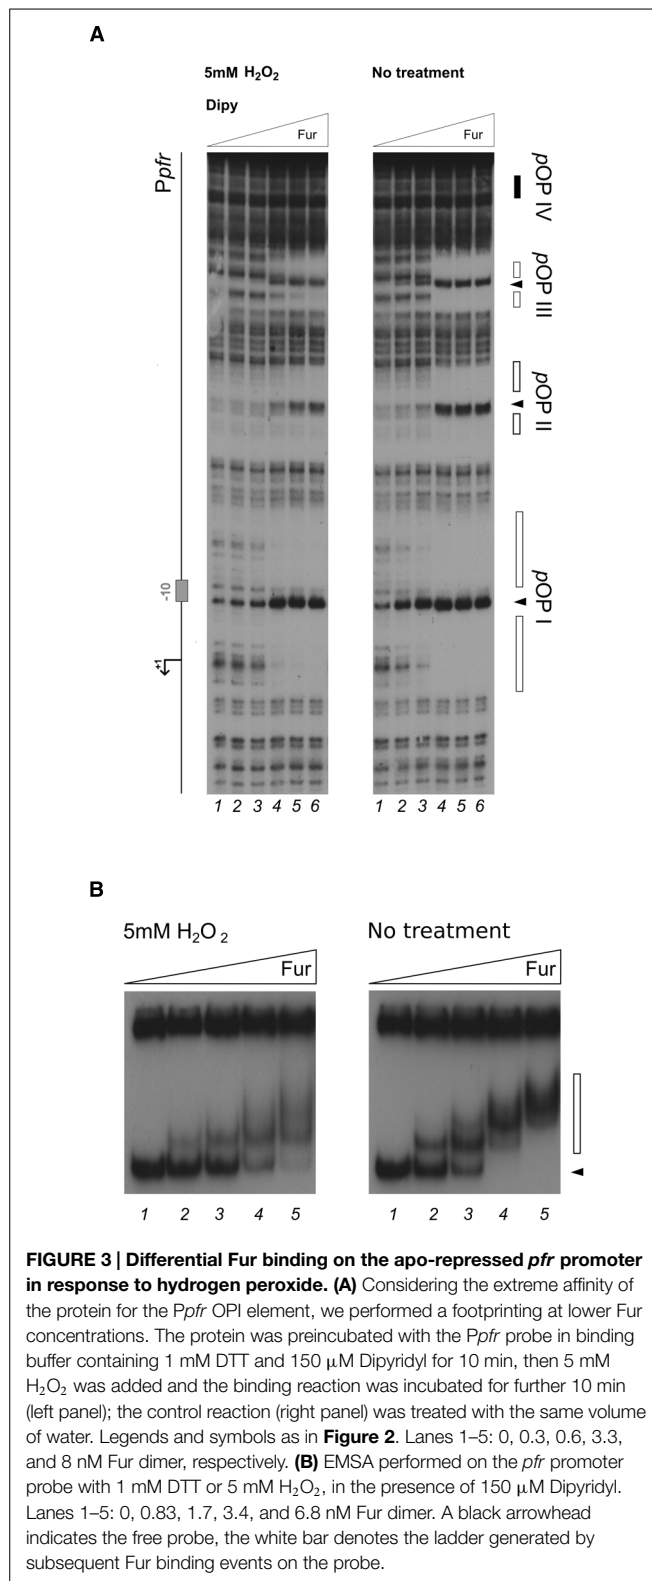 A
5mM H₂O₂
No treatment
Dipy
Fur
Fur
Ppfr
pOP IV
pOP III
pOP II
pOP I
-10
+1
1 2 3 4 5 6
1 2 3 4 5 6
B
5mM H₂O₂
No treatment
Fur
Fur
1 2 3 4 5
1 2 3 4 5
FIGURE 3 | Differential Fur binding on the apo-repressed pfr promoter
in response to hydrogen peroxide. (A) Considering the extreme affinity of
the protein for the Ppfr OPI element, we performed a footprinting at lower Fur
concentrations. The protein was preincubated with the Ppfr probe in binding
buffer containing 1 mM DTT and 150 μM Dipyridyl for 10 min, then 5 mM
H₂O₂ was added and the binding reaction was incubated for further 10 min
(left panel); the control reaction (right panel) was treated with the same volume
of water. Legends and symbols as in Figure 2. Lanes 1–5: 0, 0.3, 0.6, 3.3,
and 8 nM Fur dimer, respectively. (B) EMSA performed on the pfr promoter
probe with 1 mM DTT or 5 mM H₂O₂, in the presence of 150 μM Dipyridyl.
Lanes 1–5: 0, 0.83, 1.7, 3.4, and 6.8 nM Fur dimer. A black arrowhead
indicates the free probe, the white bar denotes the ladder generated by
subsequent Fur binding events on the probe.